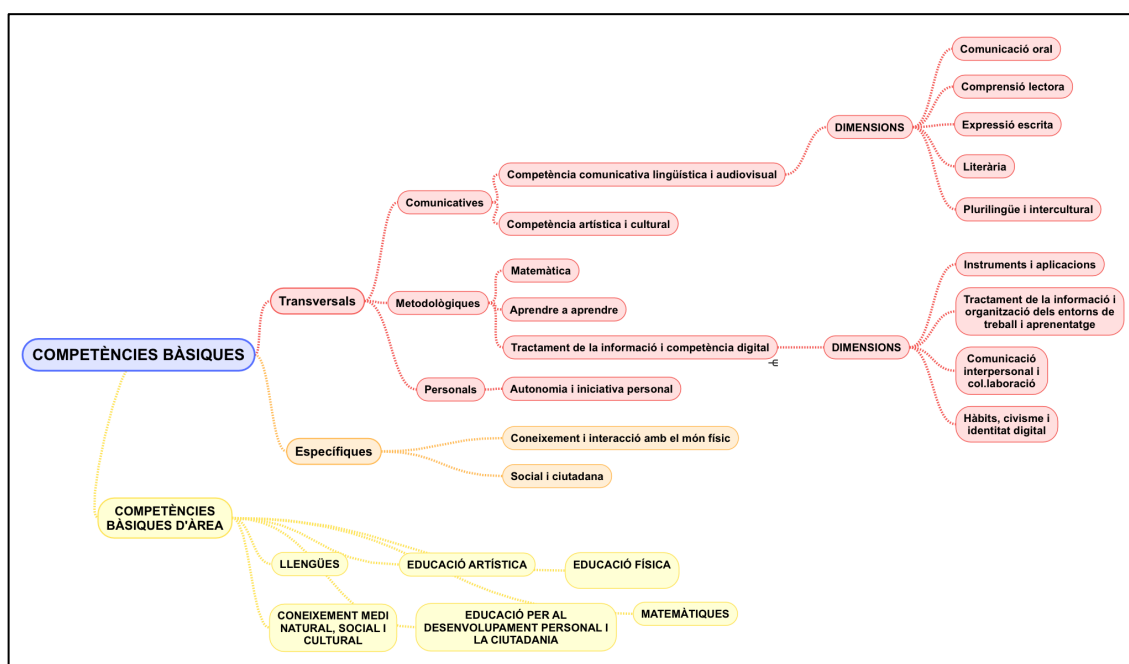 COMPETÈNCIES BÀSIQUES
Transversals
Comunicatives
Competència comunicativa lingüística i audiovisual
DIMENSIONS
Comunicació oral
Comprensió lectora
Expressió escrita
Literària
Plurilingüe i intercultural
Competència artística i cultural
Metodològiques
Matemàtica
Aprendre a aprendre
Tractament de la informació i competència digital
DIMENSIONS
Instruments i aplicacions
Tractament de la informació i
organització dels entorns de
treball i aprenentatge
Comunicació
interpersonal i
col.laboració
Hàbits, civisme i
identitat digital
Personals
Autonomia i iniciativa personal
Específiques
Coneixement i interacció amb el món físic
Social i ciutadana
COMPETÈNCIES
BÀSIQUES D'ÀREA
LLENGÜES
EDUCACIÓ ARTÍSTICA
EDUCACIÓ FÍSICA
CONEIXEMENT MEDI
NATURAL, SOCIAL I
CULTURAL
EDUCACIÓ PER AL
DESENVOLUPAMENT PERSONAL I
LA CIUTADANIA
MATEMÀTIQUES